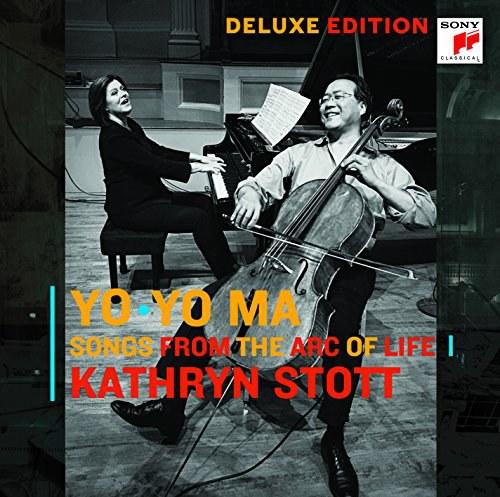 DELUXE EDITION
SONY
CLASSICAL
YO-YO MA
SONGS FROM THE ARC OF LIFE
KATHRYN STOTT